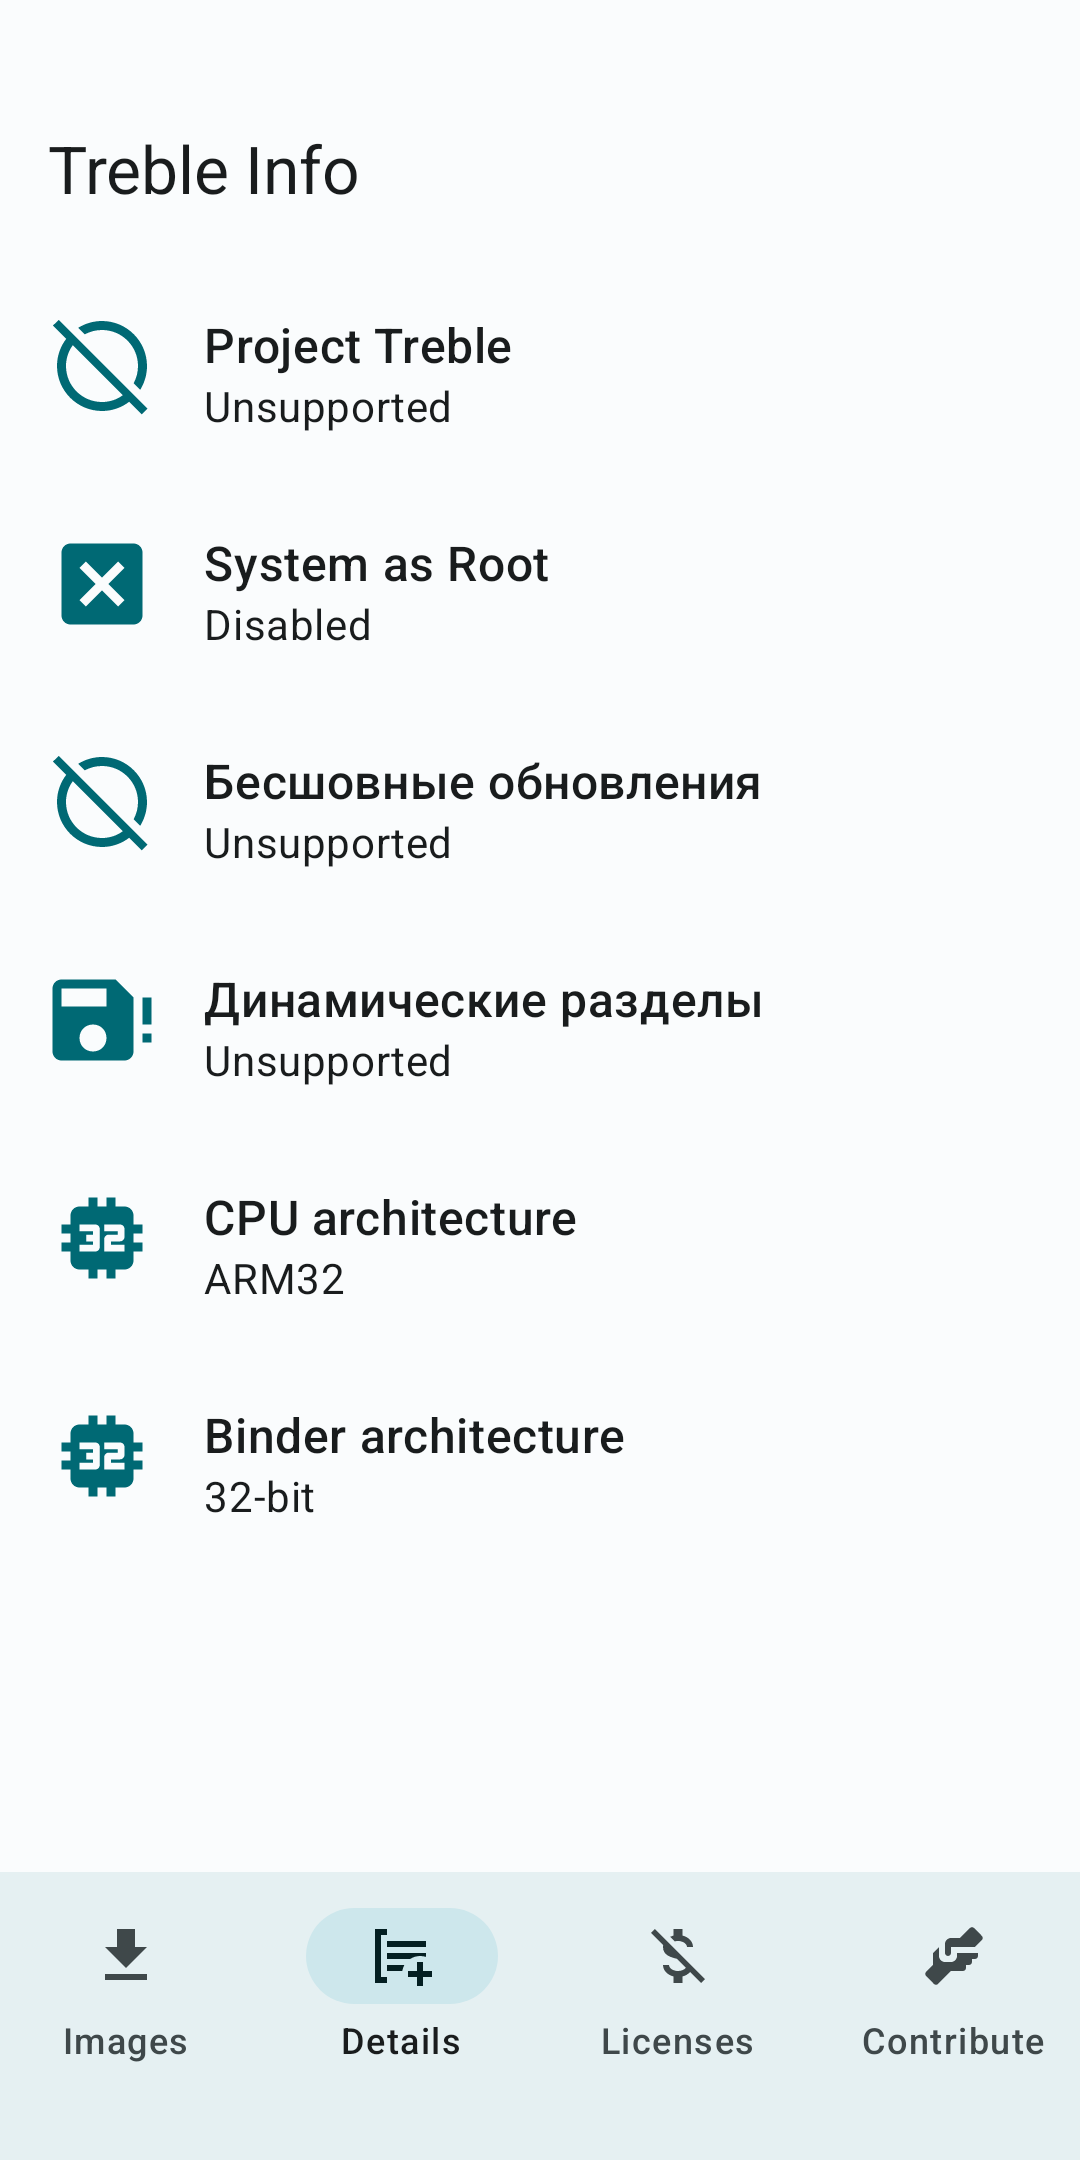 Treble Info
Project Treble
Unsupported
System as Root
Disabled
Бесшовные обновления
Unsupported
Динамические разделы
Unsupported
32
CPU architecture
ARM32
32
Binder architecture
32-bit
Images
Details
Licenses
Contribute